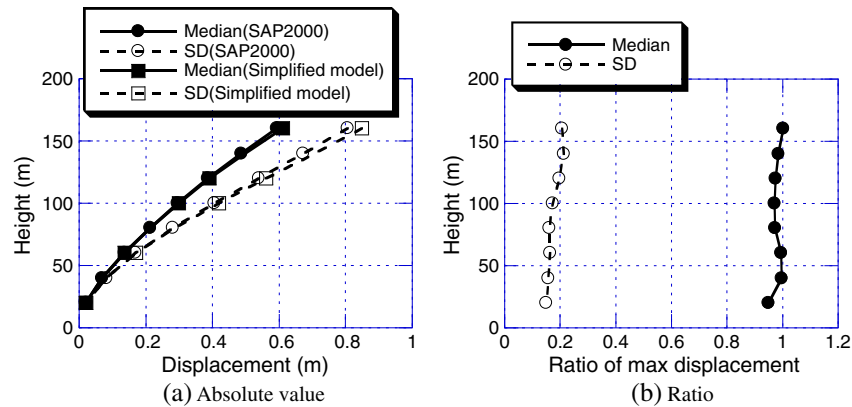 Median(SAP2000)
SD(SAP2000)
Median(Simplified model)
SD(Simplified model)
200
150
100
50
0
Height (m)
0 0.2 0.4 0.6 0.8 1
Displacement (m)
(a) Absolute value
Median
SD
200
150
100
50
0
Height (m)
0 0.2 0.4 0.6 0.8 1 1.2
Ratio of max displacement
(b) Ratio